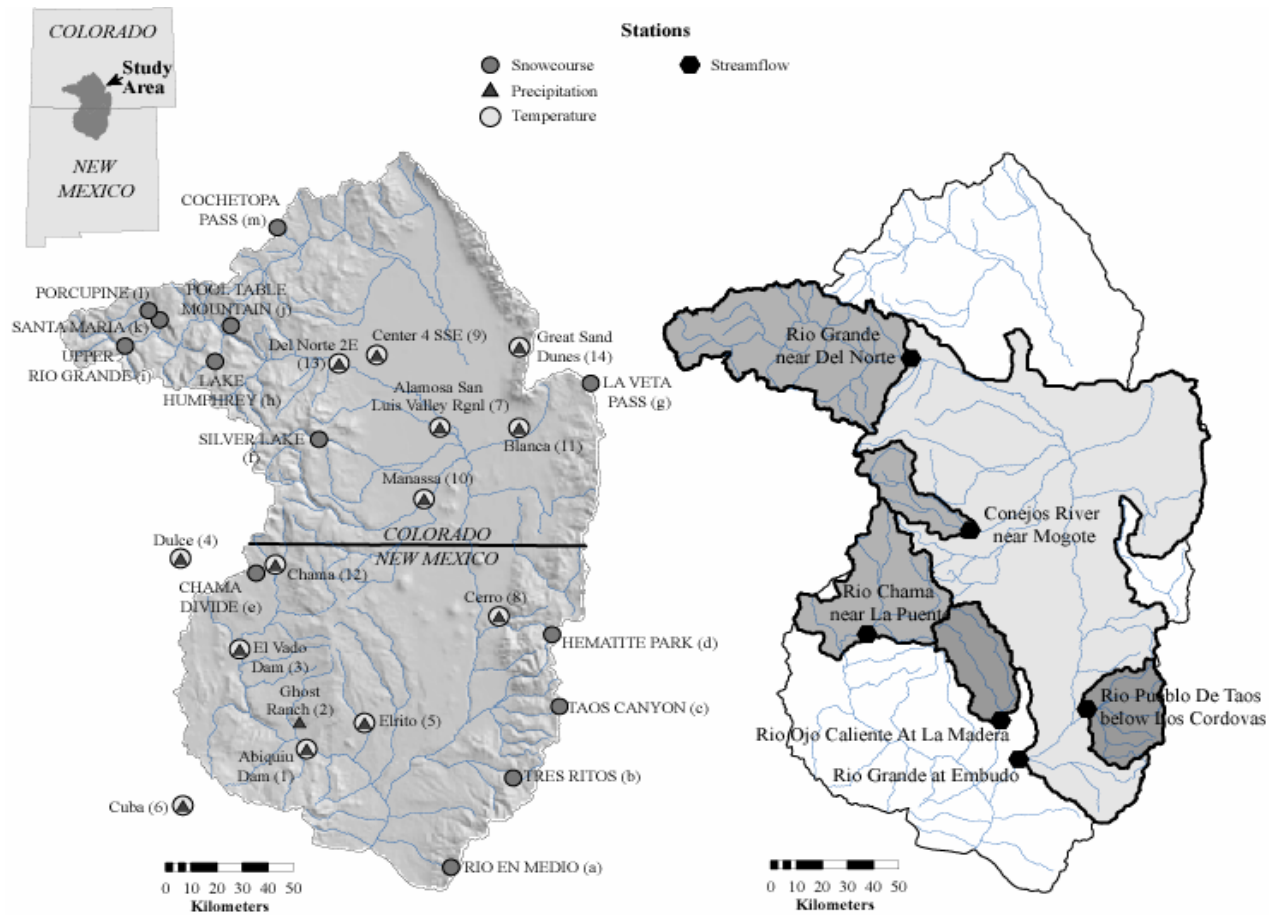 COLORADO
Study
Area
NEW
MEXICO
Stations
Snowcourse
Precipitation
Temperature
Streamflow
COCHETOPA
PASS (m)
PORCUPINE (l)
POOL TABLE
MOUNTAIN (j)
SANTA MARIA (k)
UPPER
RIO GRANDE (i)
LAKE
HUMPHREY (h)
Del Norte 2E
(13)
Center 4 SSE (9)
Great Sand
Dunes (14)
LA VETA
PASS (g)
Alamosa San
Luis Valley Rgnl (7)
SILVER LAKE
(f)
Blanca (11)
Manassa (10)
COLORADO
NEW MEXICO
Dulce (4)
Chama (12)
CHAMA
DIVIDE (e)
Cerro (8)
HEMATITE PARK (d)
El Vado
Dam (3)
Ghost
Ranch (2)
Elrito (5)
TAOS CANYON (c)
Abiquiu
Dam (1)
TRES RITOS (b)
Cuba (6)
RIO EN MEDIO (a)
0 10 20 30 40 50
Kilometers
Rio Grande
near Del Norte
Conejos River
near Mogote
Rio Chama
near La Puent
Rio Pueblo De Taos
below Los Cordovas
Rio Ojo Caliente At La Madera
Rio Grande at Embudo
0 10 20 30 40 50
Kilometers